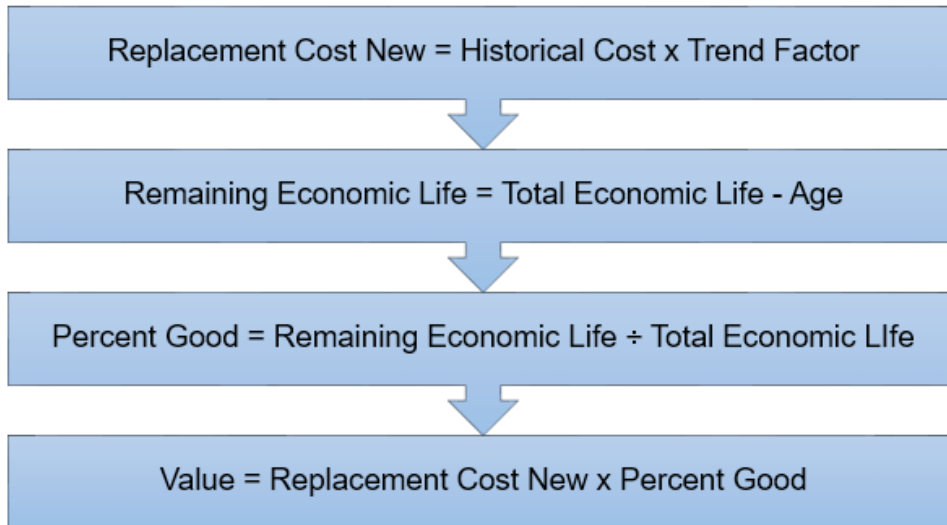 Replacement Cost New = Historical Cost x Trend Factor
Remaining Economic Life = Total Economic Life - Age
Percent Good = Remaining Economic Life ÷ Total Economic LIfe
Value = Replacement Cost New x Percent Good